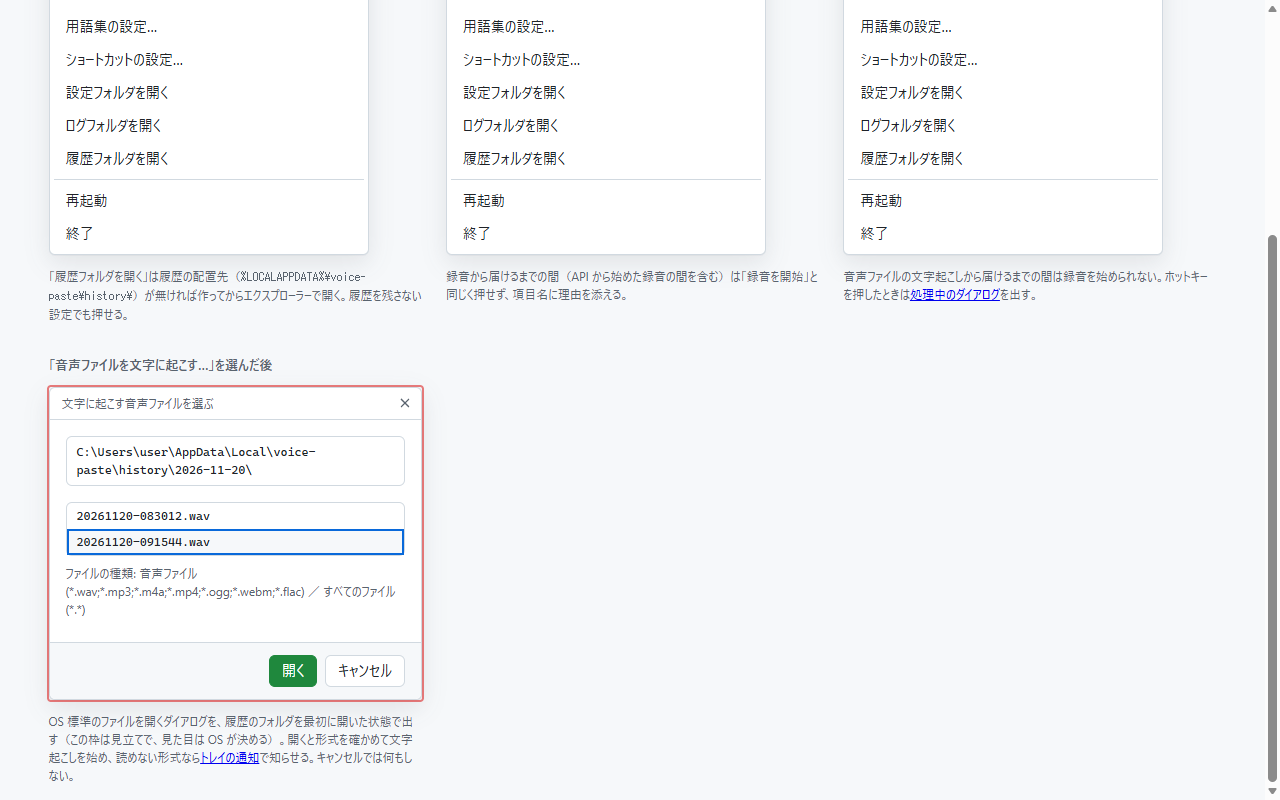 用語集の設定...
ショートカットの設定...
設定フォルダを開く
ログフォルダを開く
履歴フォルダを開く
再起動
終了
「履歴フォルダを開く」は履歴の配置先（%LOCALAPPDATA%¥voice-
paste¥history¥）が無ければ作ってからエクスプローラーで開く。履歴を残さない
設定でも押せる。
用語集の設定...
ショートカットの設定...
設定フォルダを開く
ログフォルダを開く
履歴フォルダを開く
再起動
終了
録音から届けるまでの間（API から始めた録音の間を含む）は「録音を開始」と
同じく押せず、項目名に理由を添える。
用語集の設定...
ショートカットの設定...
設定フォルダを開く
ログフォルダを開く
履歴フォルダを開く
再起動
終了
音声ファイルの文字起こしから届けるまでの間は録音を始められない。ホットキー
を押したときは処理中のダイアログを出す。
「音声ファイルを文字に起こす...」を選んだ後
文字に起こす音声ファイルを選ぶ ×
C:\Users\user\AppData\Local\voice-
paste\history\2026-11-20\
20261120-083012.wav
20261120-091544.wav
ファイルの種類: 音声ファイル
(*.wav;*.mp3;*.m4a;*.mp4;*.ogg;*.webm;*.flac) ／ すべてのファイル
(*.*)
開く キャンセル
OS 標準のファイルを開くダイアログを、履歴のフォルダを最初に開いた状態で出
す（この枠は見立てで、見た目は OS が決める）。開くと形式を確かめて文字
起こしを始め、読めない形式ならトレイの通知で知らせる。キャンセルでは何もし
ない。